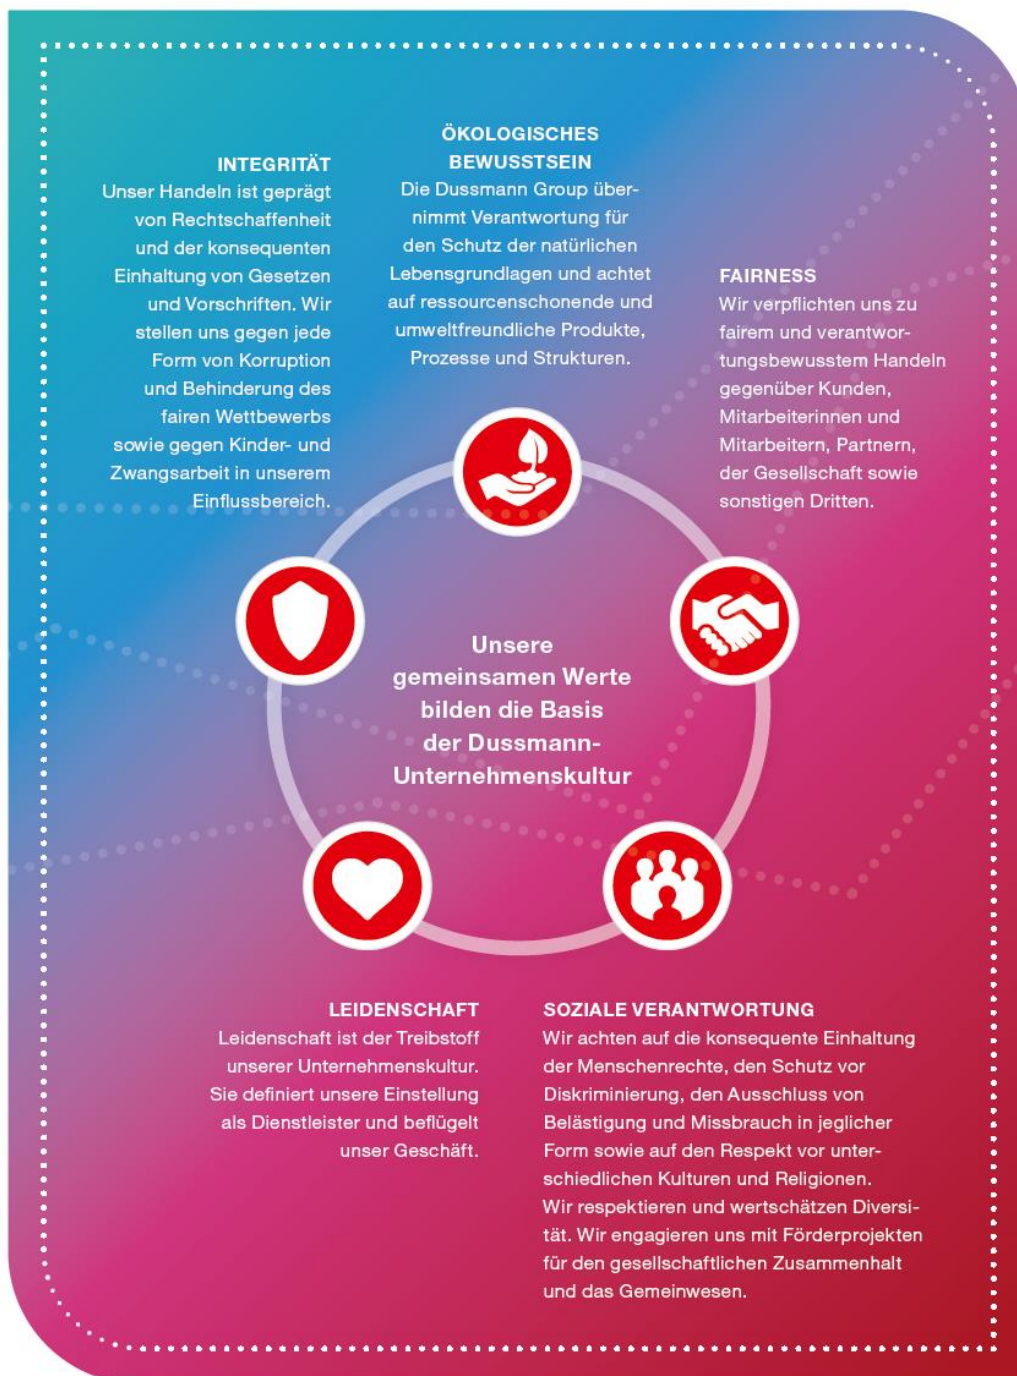 ÖKOLOGISCHES
BEWUSSTSEIN
Die Dussmann Group über-
nimmt Verantwortung für
den Schutz der natürlichen
Lebensgrundlagen und achtet
auf ressourcenschonende und
umweltfreundliche Produkte,
Prozesse und Strukturen.
INTEGRITÄT
Unser Handeln ist geprägt
von Rechtschaffenheit
und der konsequenten
Einhaltung von Gesetzen
und Vorschriften. Wir
stellen uns gegen jede
Form von Korruption
und Behinderung des
fairen Wettbewerbs
sowie gegen Kinder- und
Zwangsarbeit in unserem
Einflussbereich.
FAIRNESS
Wir verpflichten uns zu
fairem und verantwor-
tungsbewusstem Handeln
gegenüber Kunden,
Mitarbeiterinnen und
Mitarbeitern, Partnern,
der Gesellschaft sowie
sonstigen Dritten.
Unsere
gemeinsamen Werte
bilden die Basis
der Dussmann-
Unternehmenskultur
LEIDENSCHAFT
Leidenschaft ist der Treibstoff
unserer Unternehmenskultur.
Sie definiert unsere Einstellung
als Dienstleister und beflügelt
unser Geschäft.
SOZIALE VERANTWORTUNG
Wir achten auf die konsequente Einhaltung
der Menschenrechte, den Schutz vor
Diskriminierung, den Ausschluss von
Belästigung und Missbrauch in jeglicher
Form sowie auf den Respekt vor unter-
schiedlichen Kulturen und Religionen.
Wir respektieren und wertschätzen Diversi-
tät. Wir engagieren uns mit Förderprojekten
für den gesellschaftlichen Zusammenhalt
und das Gemeinwesen.